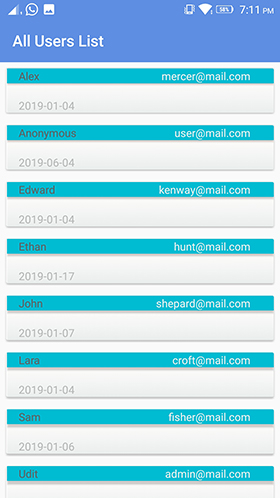 58% 7:11 PM
All Users List
Alex mercer@mail.com
2019-01-04
Anonymous user@mail.com
2019-06-04
Edward kenway@mail.com
2019-01-04
Ethan hunt@mail.com
2019-01-17
John shepard@mail.com
2019-01-07
Lara croft@mail.com
2019-01-04
Sam fisher@mail.com
2019-01-06
Udit admin@mail.com